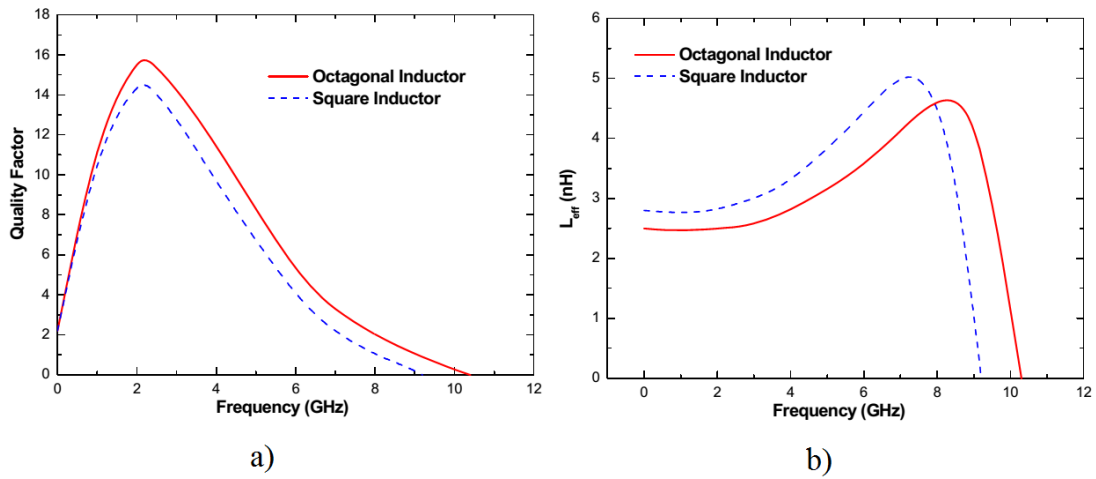 18
16
14
12
10
8
6
4
2
0
Quality Factor
Octagonal Inductor
Square Inductor
0 2 4 6 8 10 12
Frequency (GHz)
a)
6
5
4
3
2
1
0
L_eff (nH)
Octagonal Inductor
Square Inductor
0 2 4 6 8 10 12
Frequency (GHz)
b)